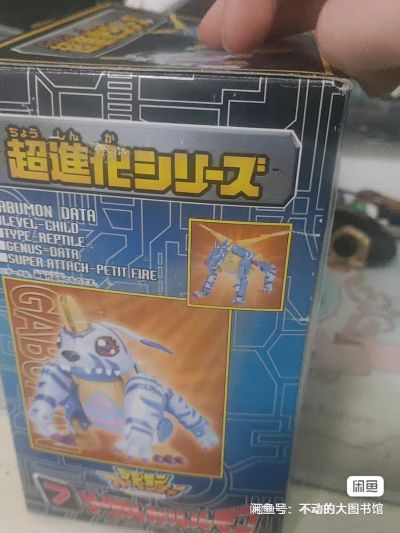 ちょうしんか
超進化シリーズ
ABUMON DATA
LEVEL-CHILD
TYPE-REPTILE
GENUS-DATA
SUPER-ATTACH-PETIT FIRE
GABU
7
闲鱼
闲鱼号：不动的大图书馆